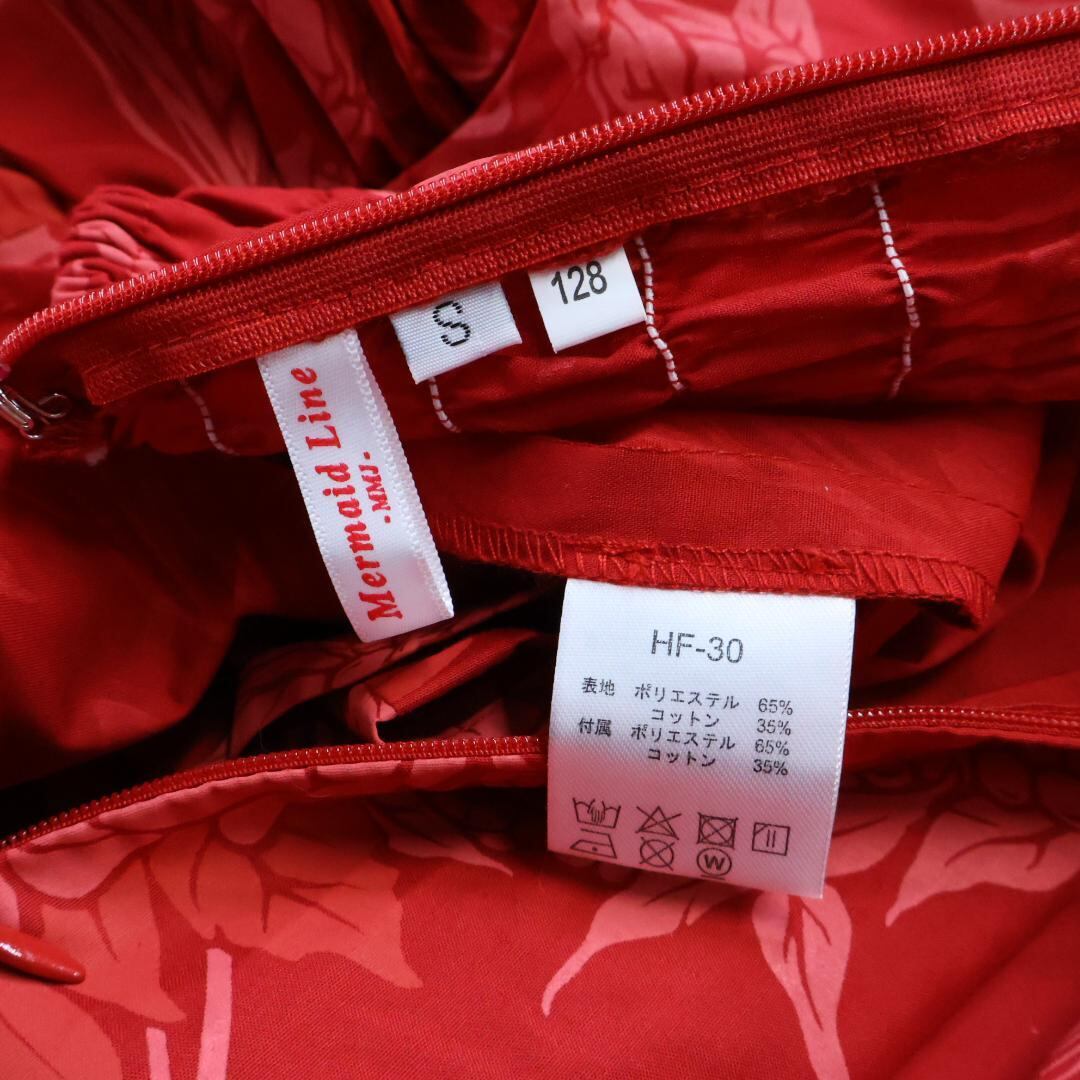 S
128
Mermaid Line
-MMJ-
HF-30
表地 ポリエステル 65%
コットン 35%
付属 ポリエステル 65%
コットン 35%
W